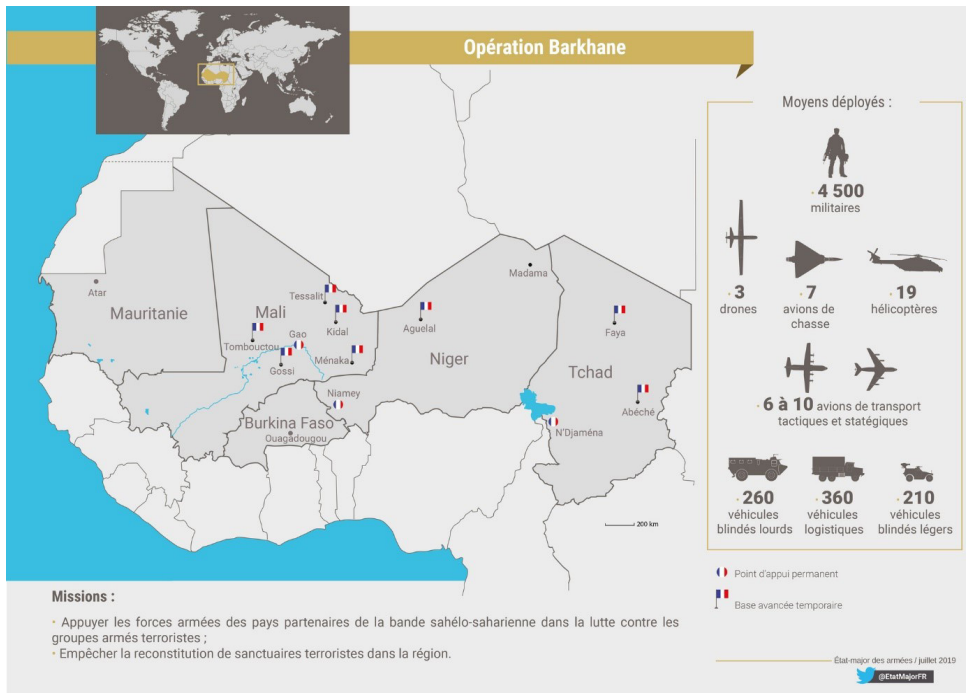 Opération Barkhane
Moyens déployés :
4 500
militaires
3
drones
7
avions de
chasse
19
hélicoptères
6 à 10 avions de transport
tactiques et statégiques
260
véhicules
blindés lourds
360
véhicules
logistiques
210
véhicules
blindés légers
Atar
Mauritanie
Mali
Tessalit
Kidal
Tombouctou
Gao
Gossi
Ménaka
Niamey
Burkina Faso
Ouagadougou
Aguelal
Madama
Niger
Faya
Tchad
Abéché
N'Djaména
200 km
Point d'appui permanent
Base avancée temporaire
Missions :
· Appuyer les forces armées des pays partenaires de la bande sahélo-saharienne dans la lutte contre les
groupes armés terroristes ;
· Empêcher la reconstitution de sanctuaires terroristes dans la région.
État-major des armées / juillet 2019
@EtatMajorFR